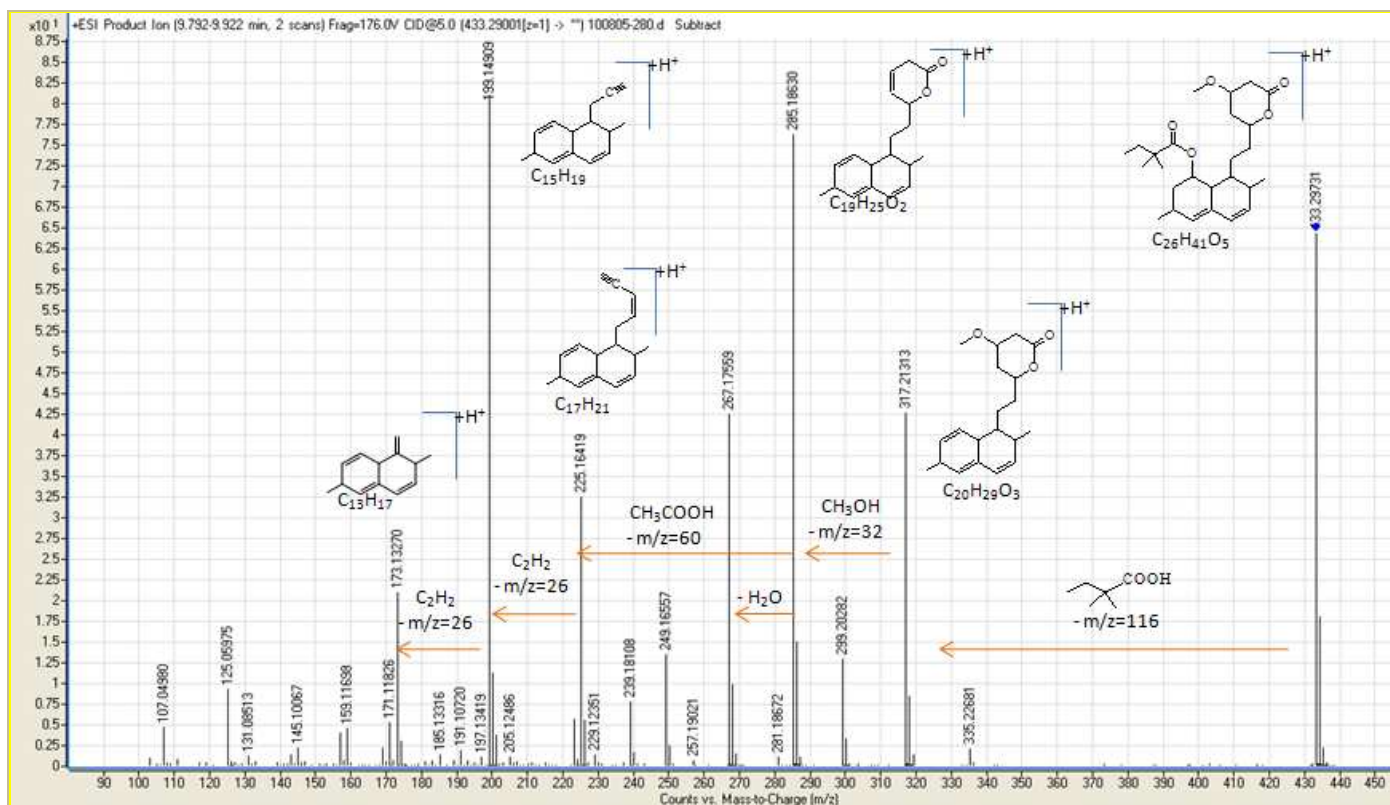 x10 1 +ESI Product Ion (9.792-9.922 min, 2 scans) Frag=176.0V CID@5.0 (433.29001[z=1] -> **) 100805-280.d Subtract
8.75
8.5
8.25
8
7.75
7.5
7.25
7
6.75
6.5
6.25
6
5.75
5.5
5.25
5
4.75
4.5
4.25
4
3.75
3.5
3.25
3
2.75
2.5
2.25
2
1.75
1.5
1.25
1
0.75
0.5
0.25
0
107.04980
125.05975
131.08513
145.10067
159.11698
171.11826
173.13270
185.13316
191.10720
197.13419
199.14909
205.12486
225.16419
229.12351
239.18108
249.16557
257.19021
267.17559
281.18672
285.18630
299.20282
317.21313
335.22681
433.29731
C13H17
+H+
C15H19
+H+
C17H21
+H+
O
O
C19H25O2
+H+
O
O
O
C20H29O3
+H+
O
O
O
O
O
C26H41O5
+H+
C2H2
- m/z=26
C2H2
- m/z=26
CH3COOH
- m/z=60
- H2O
CH3OH
- m/z=32
COOH
- m/z=116
90 100 110 120 130 140 150 160 170 180 190 200 210 220 230 240 250 260 270 280 290 300 310 320 330 340 350 360 370 380 390 400 410 420 430 440 450
Counts vs. Mass-to-Charge (m/z)